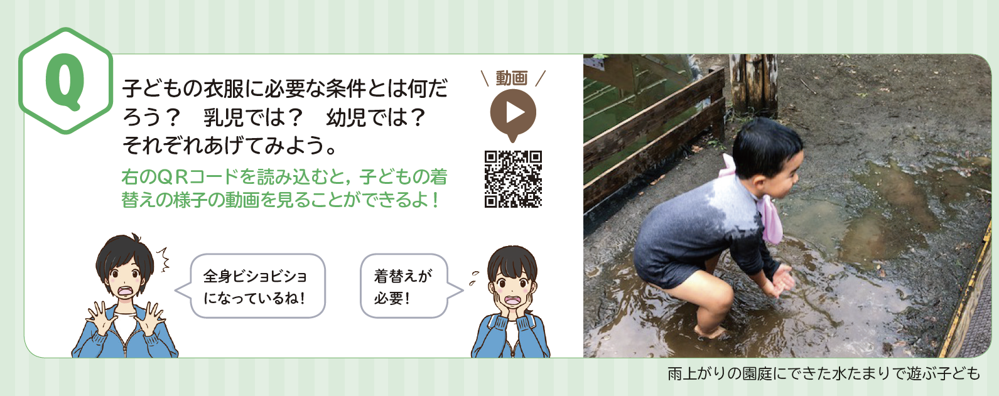 Q
子どもの衣服に必要な条件とは何だ
ろう？　乳児では？　幼児では？
それぞれあげてみよう。
右のＱＲコードを読み込むと，子どもの着
替えの様子の動画を見ることができるよ！
動画
全身ビショビショ
になっているね！
着替えが
必要！
雨上がりの園庭にできた水たまりで遊ぶ子ども